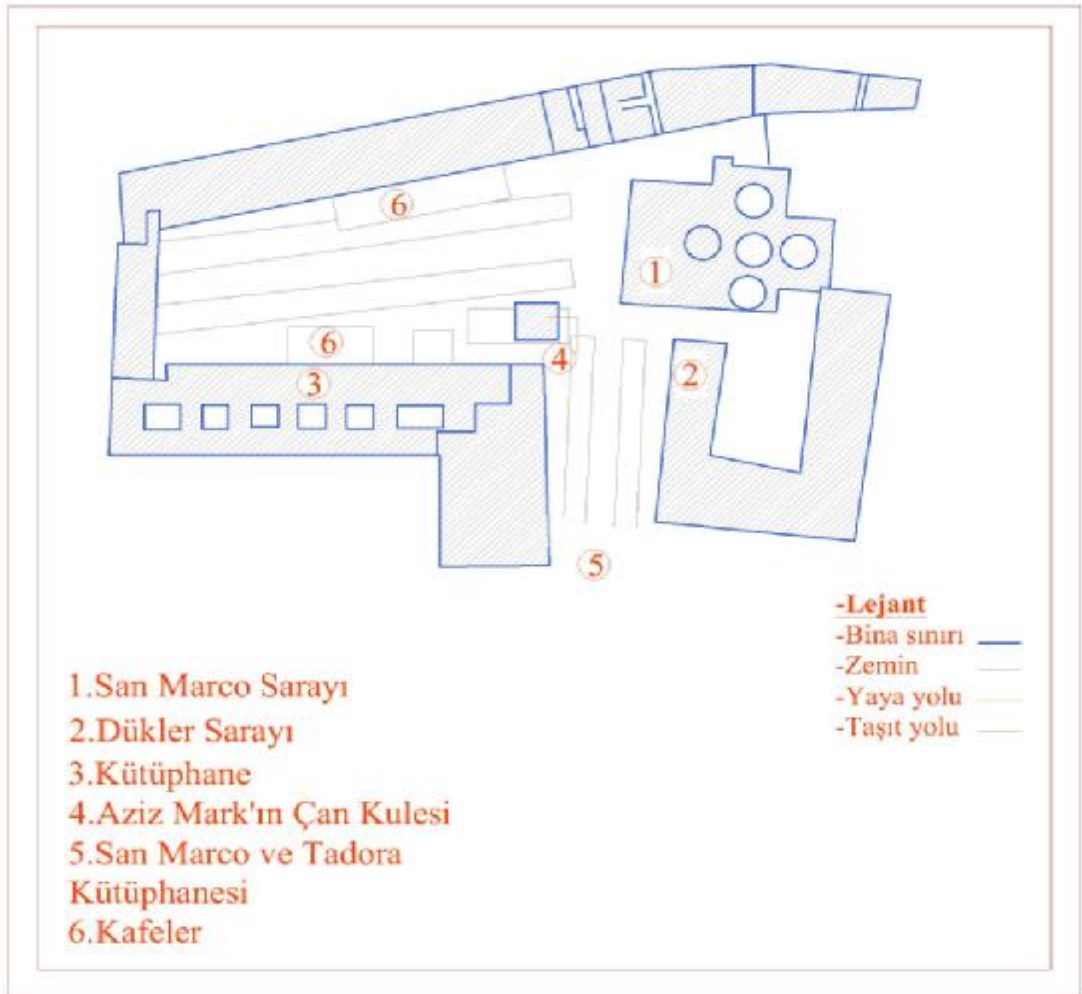 6
1
6
4
2
3
5
-Lejant
-Bina sınırı
-Zemin
-Yaya yolu
-Taşıt yolu
1.San Marco Sarayı
2.Dükler Sarayı
3.Kütüphane
4.Aziz Mark'ın Çan Kulesi
5.San Marco ve Tadora
Kütüphanesi
6.Kafeler